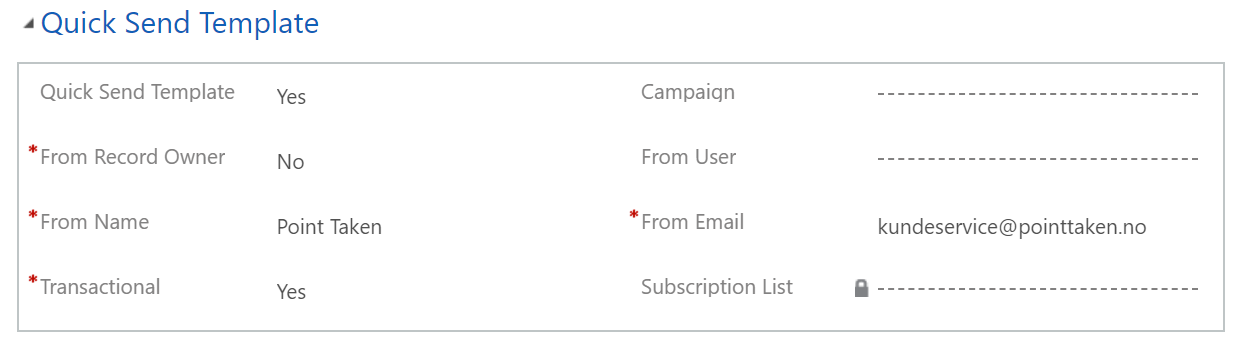 Quick Send Template
Quick Send Template Yes Campaign ----------------------------------
* From Record Owner No From User ----------------------------------
* From Name Point Taken * From Email kundeservice@pointtaken.no
* Transactional Yes Subscription List ----------------------------------